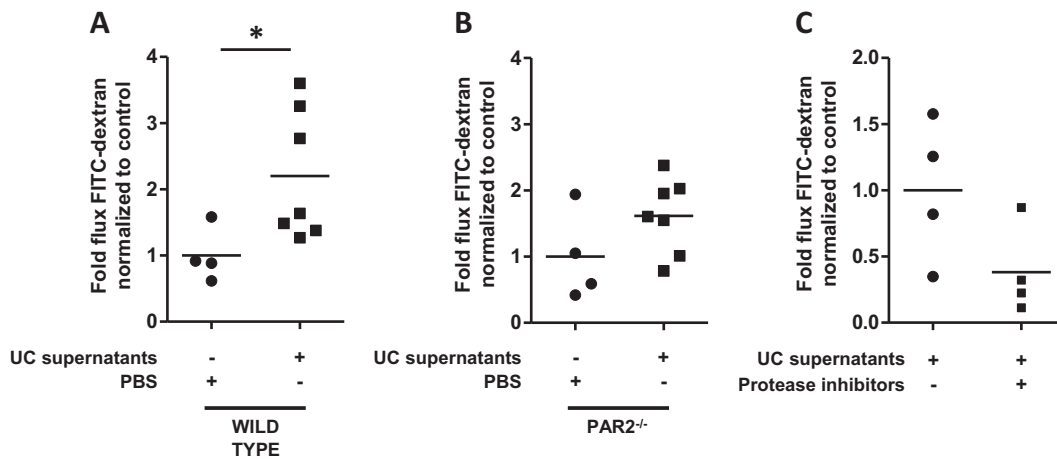 A
*
Fold flux FITC-dextran
normalized to control
4
3
2
1
0
UC supernatants - +
PBS + -
WILD
TYPE
B
Fold flux FITC-dextran
normalized to control
4
3
2
1
0
UC supernatants - +
PBS + -
PAR2-/-
C
Fold flux FITC-dextran
normalized to control
2.0
1.5
1.0
0.5
0.0
UC supernatants + +
Protease inhibitors - +